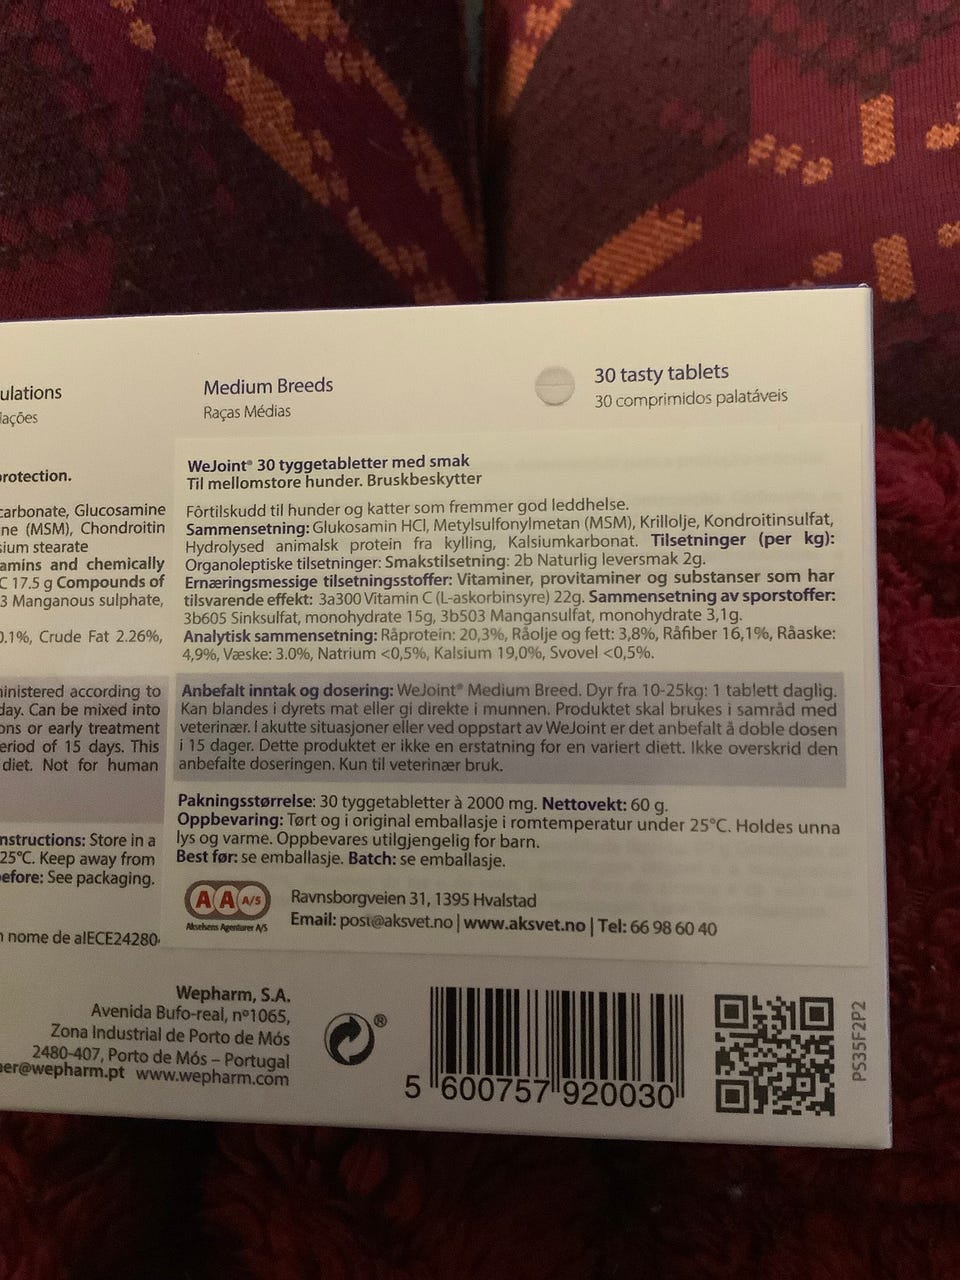 ulations
iações
Medium Breeds
Raças Médias
30 tasty tablets
30 comprimidos palatáveis
protection.
carbonate, Glucosamine
ne (MSM), Chondroitin
sium stearate
amins and chemically
C 17.5 g Compounds of
3 Manganous sulphate,
0.1%, Crude Fat 2.26%,
ministered according to
day. Can be mixed into
ons or early treatment
eriod of 15 days. This
diet. Not for human
nstructions: Store in a
25°C. Keep away from
efore: See packaging.
nome de alECE24280
WeJoint® 30 tyggetabletter med smak
Til mellomstore hunder. Bruskbeskytter
Fôrtilskudd til hunder og katter som fremmer god leddhelse.
Sammensetning: Glukosamin HCl, Metylsulfonylmetan (MSM), Krillolje, Kondroitinsulfat,
Hydrolysed animalsk protein fra kylling, Kalsiumkarbonat. Tilsetninger (per kg):
Organoleptiske tilsetninger: Smakstilsetning: 2b Naturlig leversmak 2g.
Ernæringsmessige tilsetningsstoffer: Vitaminer, provitaminer og substanser som har
tilsvarende effekt: 3a300 Vitamin C (L-askorbinsyre) 22g. Sammensetning av sporstoffer:
3b605 Sinksulfat, monohydrate 15g, 3b503 Mangansulfat, monohydrate 3,1g.
Analytisk sammensetning: Råprotein: 20,3%, Råolje og fett: 3,8%, Råfiber 16,1%, Råaske:
4,9%, Væske: 3.0%, Natrium <0,5%, Kalsium 19,0%, Svovel <0,5%.
Anbefalt inntak og dosering: WeJoint® Medium Breed. Dyr fra 10-25kg: 1 tablett daglig.
Kan blandes i dyrets mat eller gi direkte i munnen. Produktet skal brukes i samråd med
veterinær. I akutte situasjoner eller ved oppstart av WeJoint er det anbefalt å doble dosen
i 15 dager. Dette produktet er ikke en erstatning for en variert diett. Ikke overskrid den
anbefalte doseringen. Kun til veterinær bruk.
Pakningsstørrelse: 30 tyggetabletter à 2000 mg. Nettovekt: 60 g.
Oppbevaring: Tørt og i original emballasje i romtemperatur under 25°C. Holdes unna
lys og varme. Oppbevares utilgjengelig for barn.
Best før: se emballasje. Batch: se emballasje.
AA A/S
Akselsens Agenturer A/S
Ravnsborgveien 31, 1395 Hvalstad
Email: post@aksvet.no | www.aksvet.no | Tel: 66 98 60 40
Wepharm, S.A.
Avenida Bufo-real, nº1065,
Zona Industrial de Porto de Mós
2480-407, Porto de Mós – Portugal
er@wepharm.pt www.wepharm.com
®
5 600757 920030
PS35F2P2